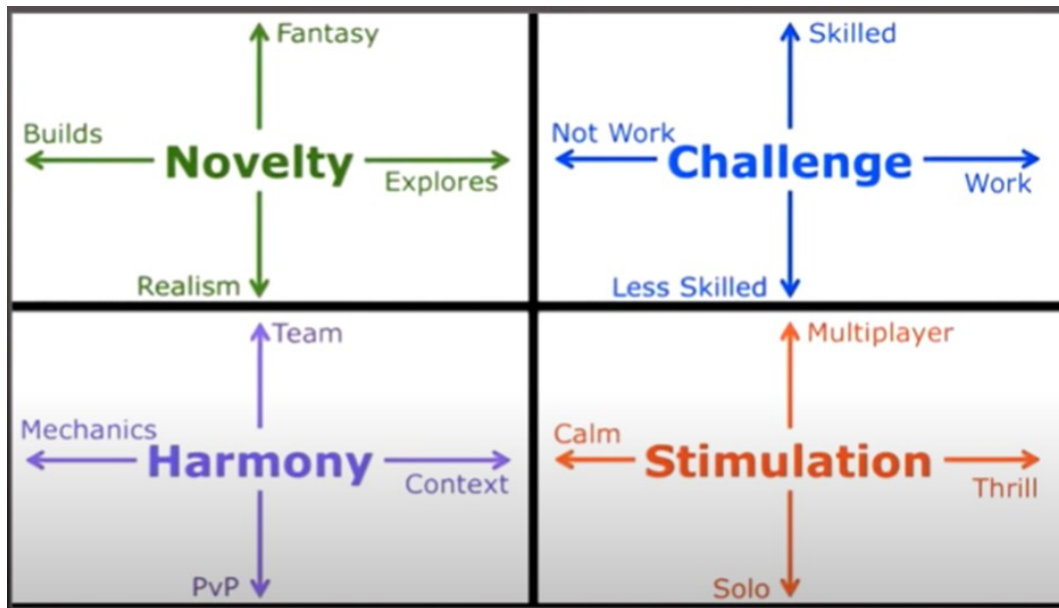 Fantasy
Builds
Novelty
Explores
Realism
Skilled
Not Work
Challenge
Work
Less Skilled
Team
Mechanics
Harmony
Context
PvP
Multiplayer
Calm
Stimulation
Thrill
Solo